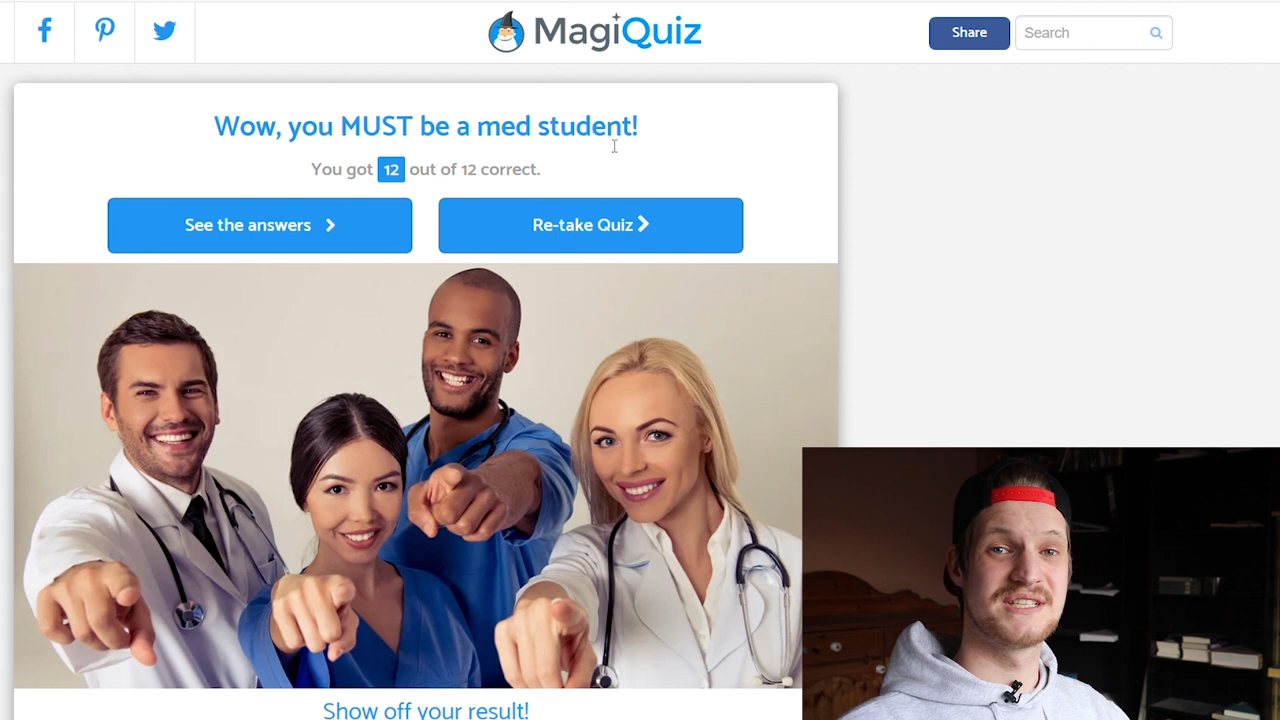 MagiQuiz
Share
Search
Wow, you MUST be a med student!
You got 12 out of 12 correct.
See the answers
Re-take Quiz
Show off your result!